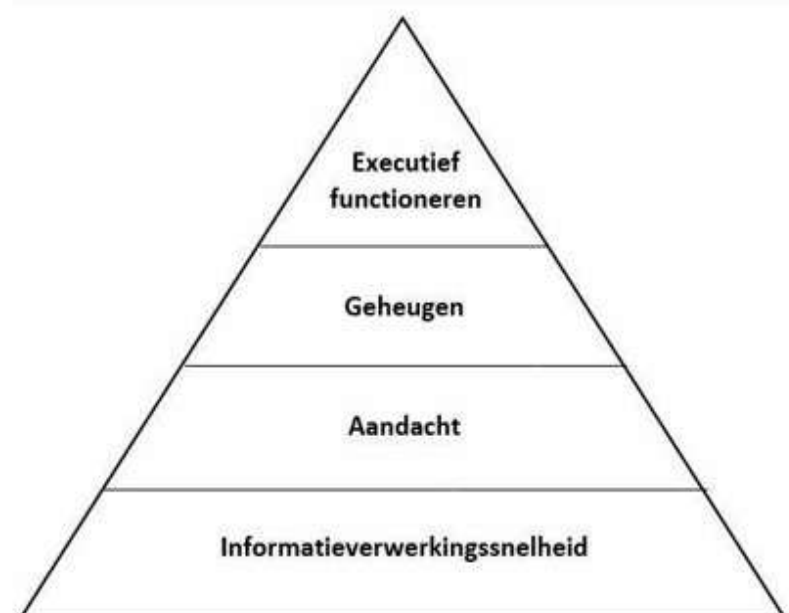 Executief
functioneren
Geheugen
Aandacht
Informatieverwerkingssnelheid